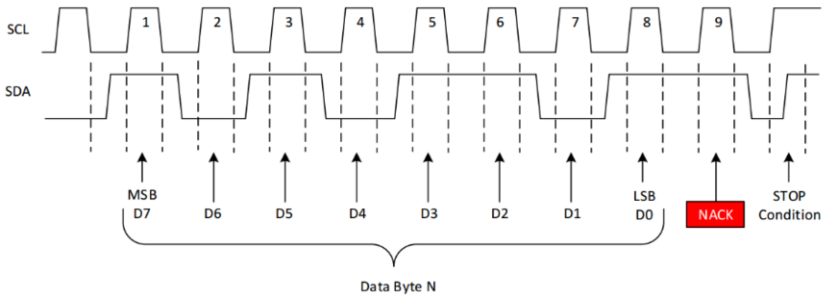 SCL 1 2 3 4 5 6 7 8 9
SDA
MSB LSB STOP
D7 D6 D5 D4 D3 D2 D1 D0 NACK Condition
Data Byte N